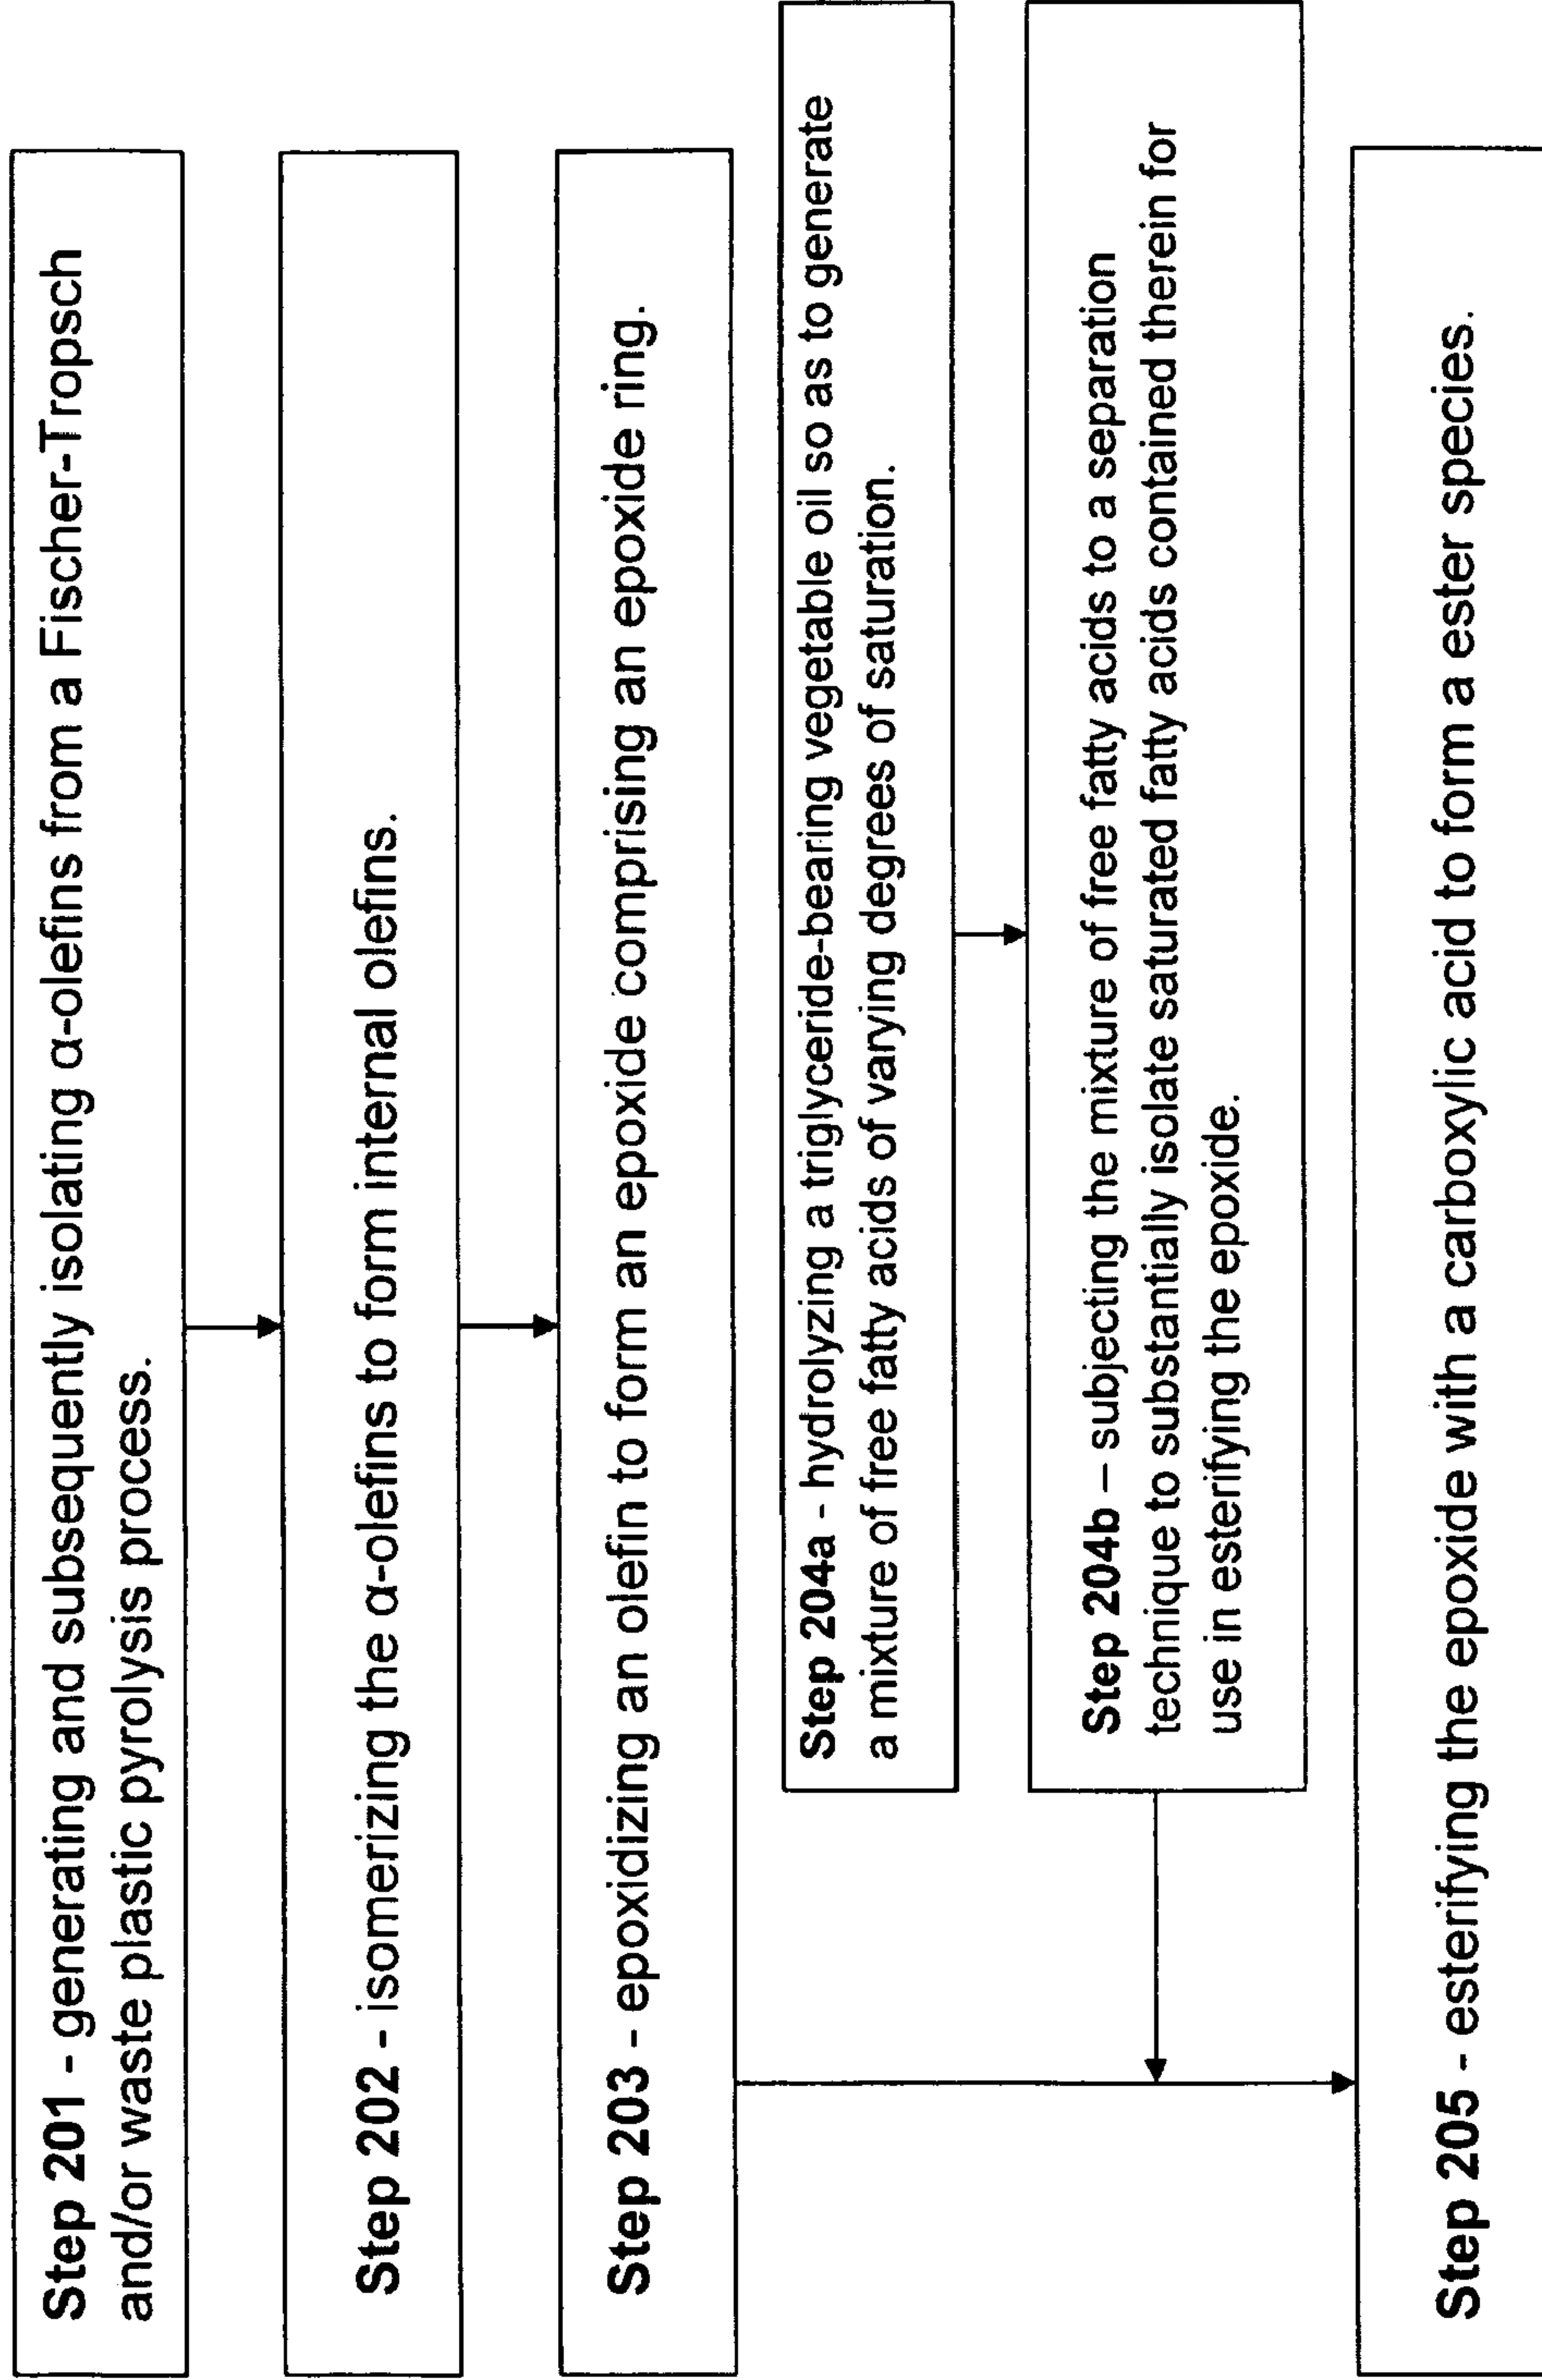 Step 201 - generating and subsequently isolating α-olefins from a Fischer-Tropsch
and/or waste plastic pyrolysis process.
Step 202 - isomerizing the α-olefins to form internal olefins.
Step 203 - epoxidizing an olefin to form an epoxide comprising an epoxide ring.
Step 204a - hydrolyzing a triglyceride-bearing vegetable oil so as to generate
a mixture of free fatty acids of varying degrees of saturation.
Step 204b – subjecting the mixture of free fatty acids to a separation
technique to substantially isolate saturated fatty acids contained therein for
use in esterifying the epoxide.
Step 205 - esterifying the epoxide with a carboxylic acid to form a ester species.